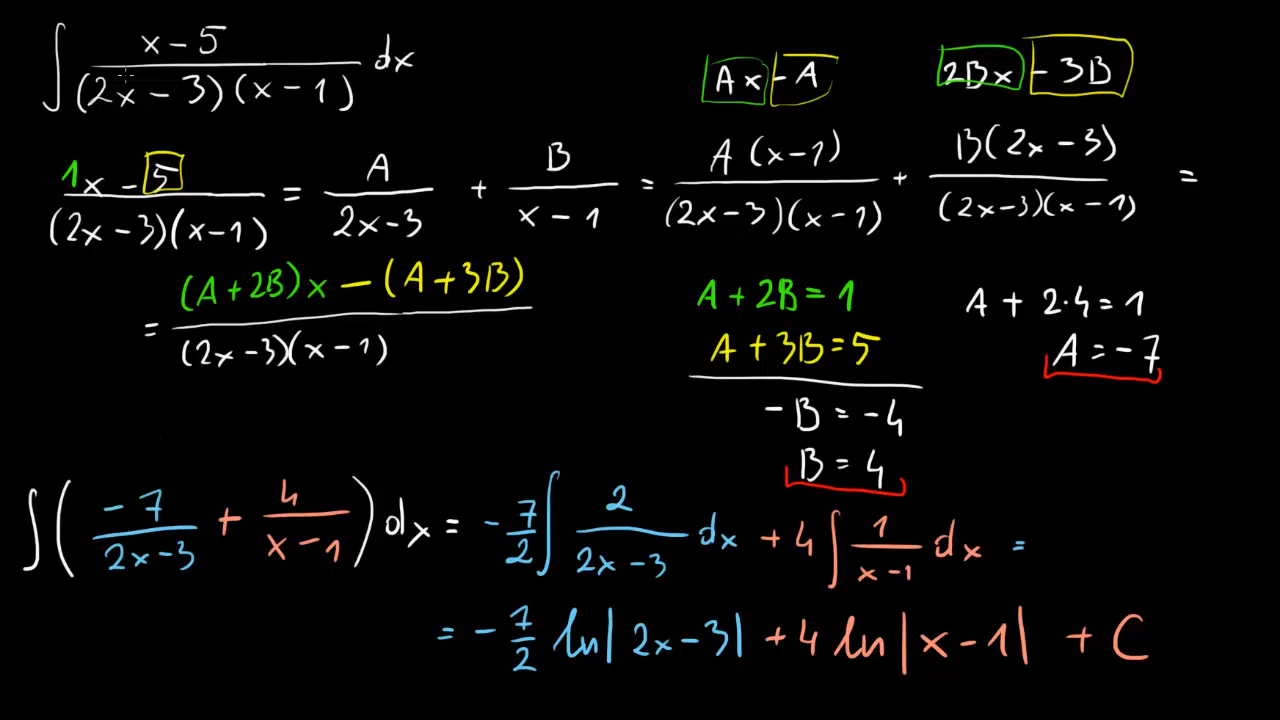 ∫ (x − 5)/((2x − 3)(x − 1)) dx
Ax − A    2Bx − 3B
(1x − 5)/((2x − 3)(x − 1)) = A/(2x − 3) + B/(x − 1) = A(x − 1)/((2x − 3)(x − 1)) + B(2x − 3)/((2x − 3)(x − 1)) =
= ((A + 2B)x − (A + 3B))/((2x − 3)(x − 1))
A + 2B = 1
A + 3B = 5
− B = − 4
B = 4
A + 2·4 = 1
A = − 7
∫ (−7/(2x − 3) + 4/(x − 1)) dx = − 7/2 ∫ 2/(2x − 3) dx + 4 ∫ 1/(x − 1) dx =
= − 7/2 ln|2x − 3| + 4 ln|x − 1| + C